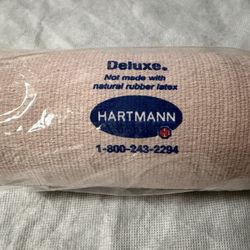 Deluxe®
Not made with
natural rubber latex
HARTMANN
1-800-243-2294